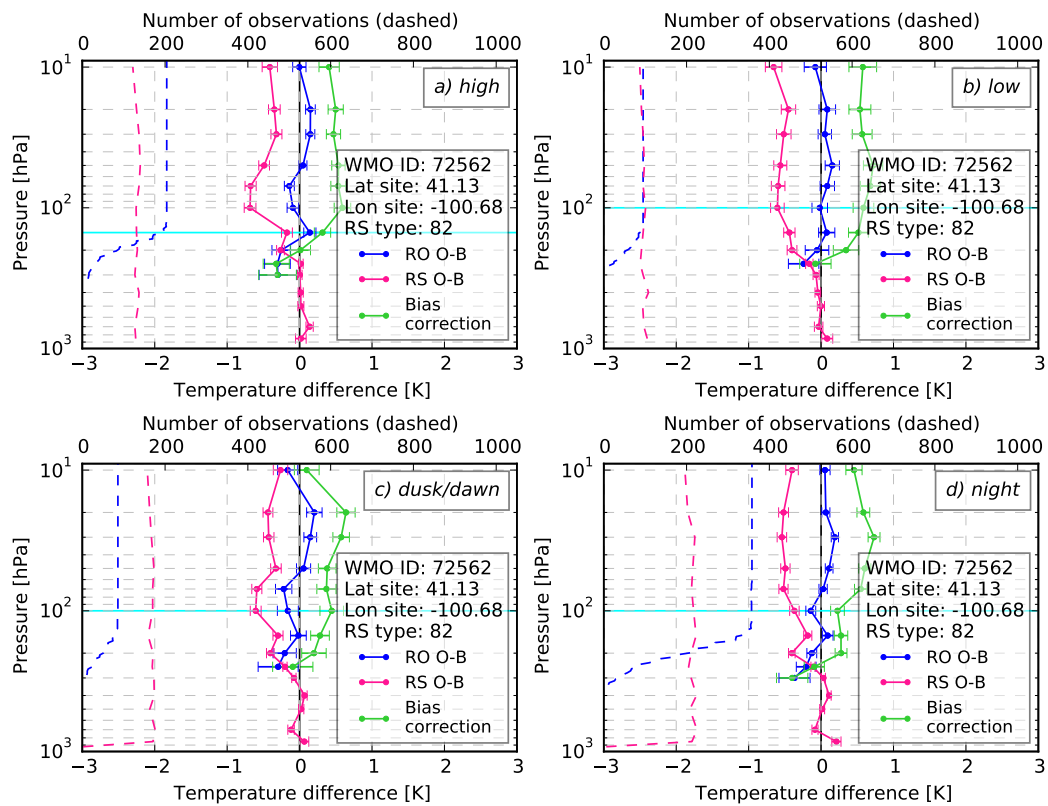 Number of observations (dashed)
0 200 400 600 800 1000
10^1
10^2
10^3
Pressure [hPa]
a) high
WMO ID: 72562
Lat site: 41.13
Lon site: -100.68
RS type: 82
RO O-B
RS O-B
Bias
correction
−3 −2 −1 0 1 2 3
Temperature difference [K]
Number of observations (dashed)
0 200 400 600 800 1000
10^1
10^2
10^3
Pressure [hPa]
b) low
WMO ID: 72562
Lat site: 41.13
Lon site: -100.68
RS type: 82
RO O-B
RS O-B
Bias
correction
−3 −2 −1 0 1 2 3
Temperature difference [K]
Number of observations (dashed)
0 200 400 600 800 1000
10^1
10^2
10^3
Pressure [hPa]
c) dusk/dawn
WMO ID: 72562
Lat site: 41.13
Lon site: -100.68
RS type: 82
RO O-B
RS O-B
Bias
correction
−3 −2 −1 0 1 2 3
Temperature difference [K]
Number of observations (dashed)
0 200 400 600 800 1000
10^1
10^2
10^3
Pressure [hPa]
d) night
WMO ID: 72562
Lat site: 41.13
Lon site: -100.68
RS type: 82
RO O-B
RS O-B
Bias
correction
−3 −2 −1 0 1 2 3
Temperature difference [K]